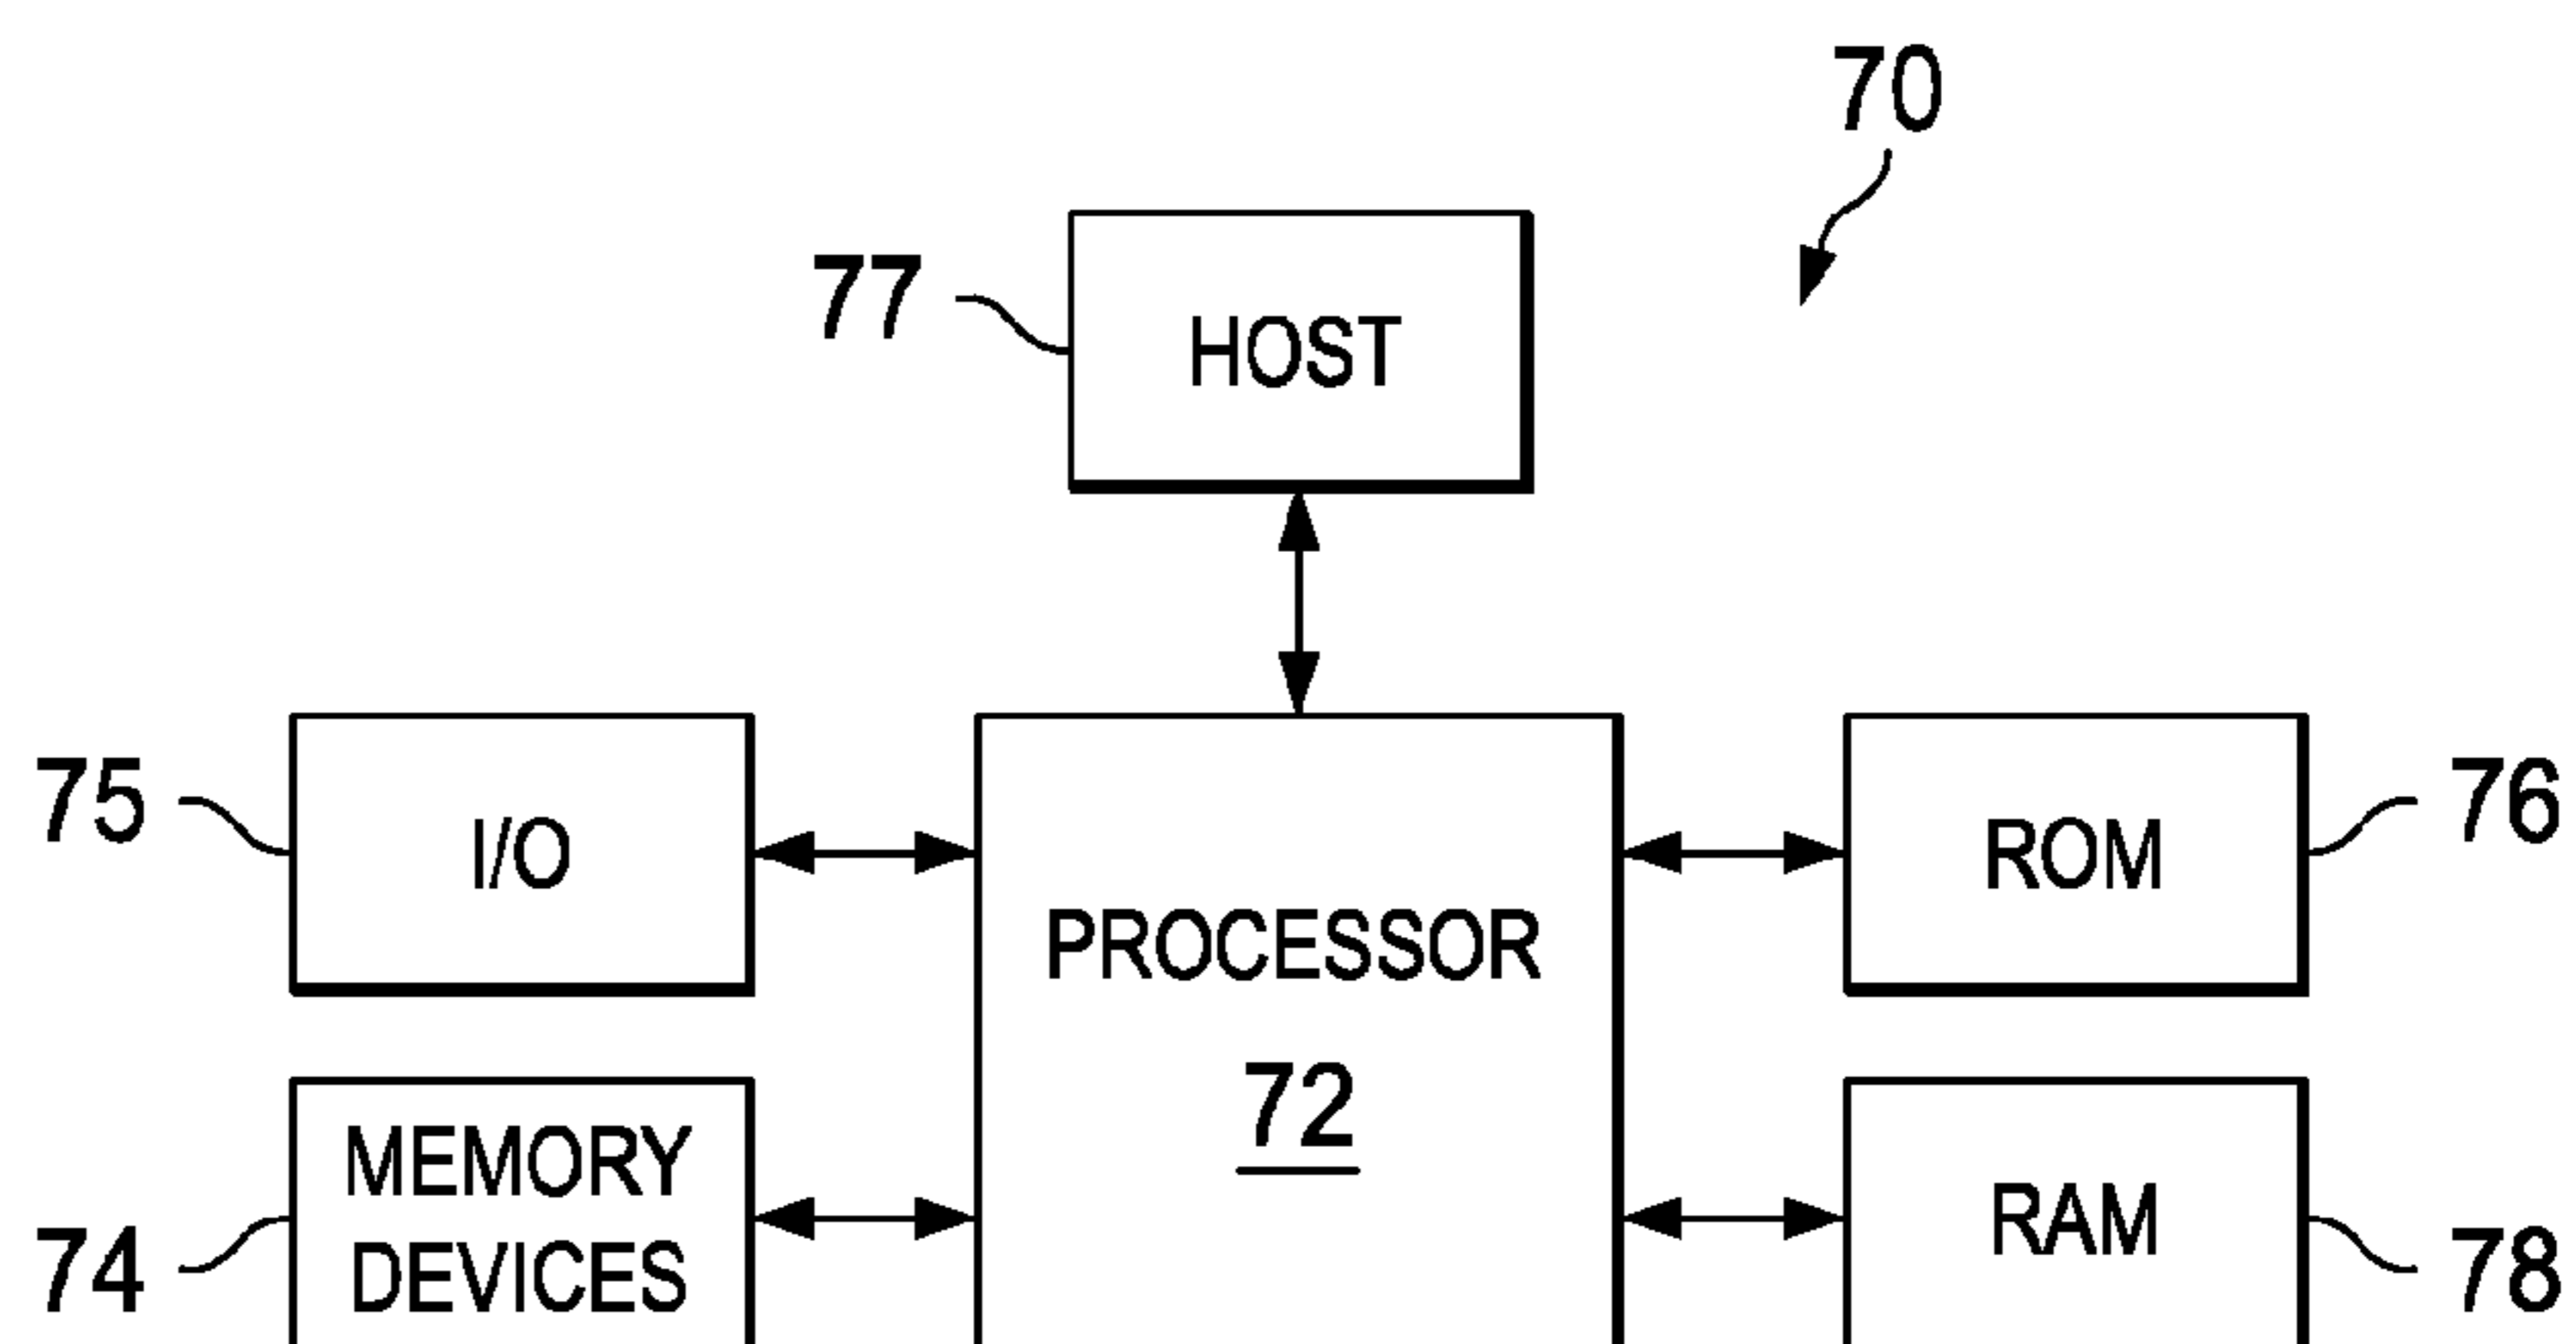 70
77
HOST
75
I/O
PROCESSOR
72
ROM
76
MEMORY
DEVICES
74
RAM
78